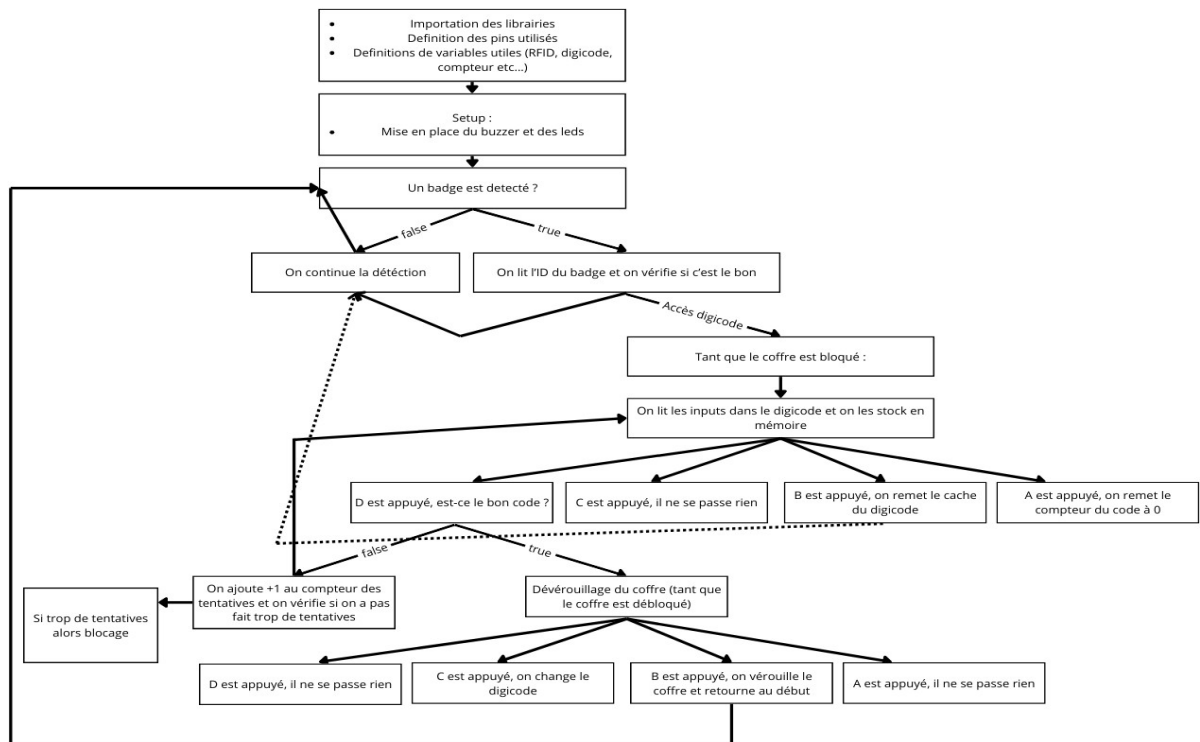 • Importation des librairies
• Definition des pins utilisés
• Definitions de variables utiles (RFID, digicode,
compteur etc...)
Setup :
• Mise en place du buzzer et des leds
Un badge est detecté ?
false
true
On continue la détéction
On lit l'ID du badge et on vérifie si c'est le bon
Accès digicode
Tant que le coffre est bloqué :
On lit les inputs dans le digicode et on les stock en
mémoire
D est appuyé, est-ce le bon code ?
C est appuyé, il ne se passe rien
B est appuyé, on remet le cache
du digicode
A est appuyé, on remet le
compteur du code à 0
false
true
On ajoute +1 au compteur des
tentatives et on vérifie si on a pas
fait trop de tentatives
Dévérouillage du coffre (tant que
le coffre est débloqué)
Si trop de tentatives
alors blocage
D est appuyé, il ne se passe rien
C est appuyé, on change le
digicode
B est appuyé, on vérouille le
coffre et retourne au début
A est appuyé, il ne se passe rien